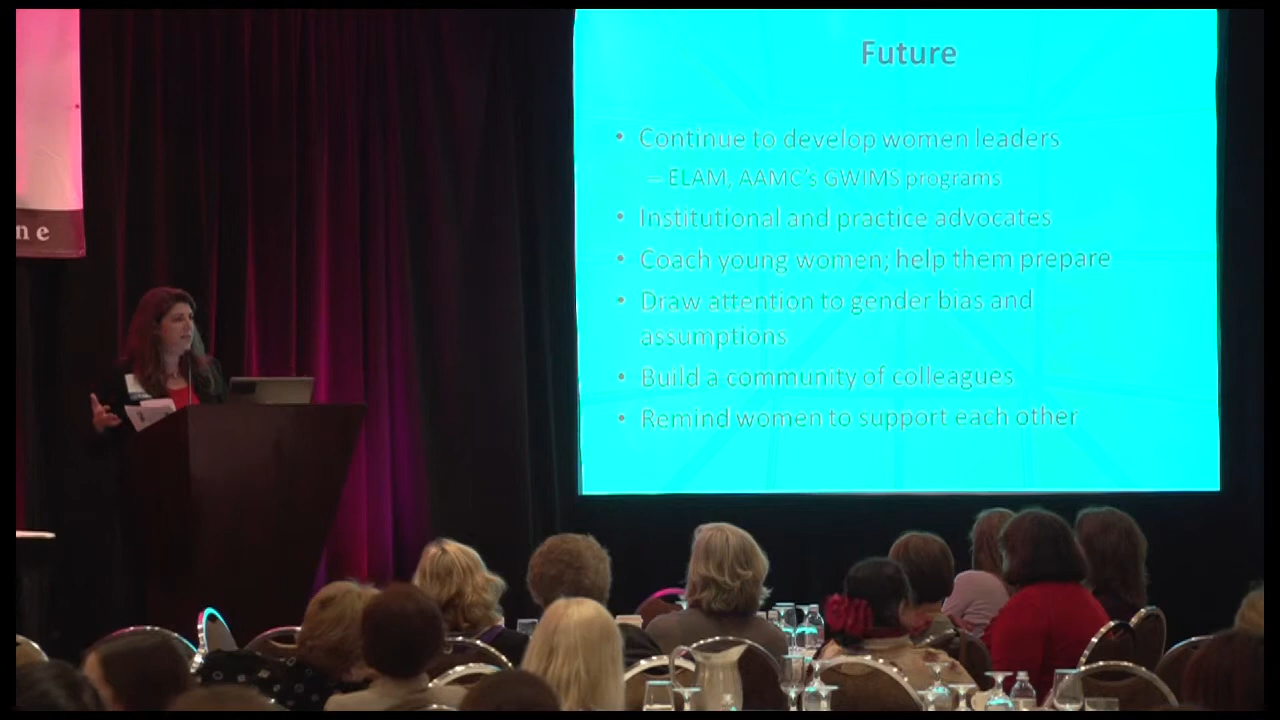 ne
Future
• Continue to develop women leaders
– ELAM, AAMC's GWIMS programs
• Institutional and practice advocates
• Coach young women; help them prepare
• Draw attention to gender bias and
assumptions
• Build a community of colleagues
• Remind women to support each other